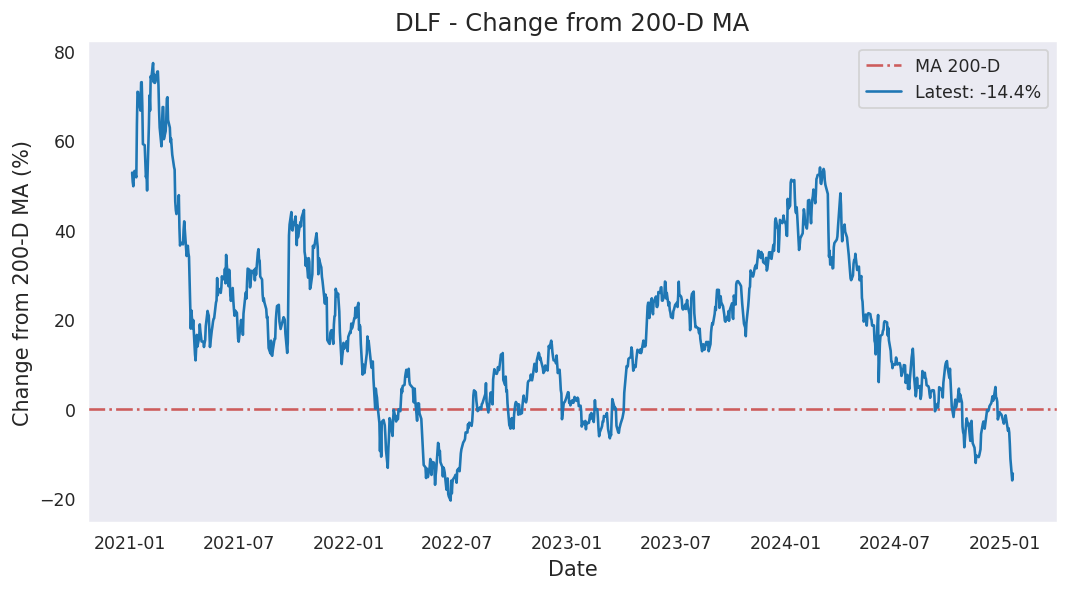 DLF - Change from 200-D MA
MA 200-D
Latest: -14.4%
Change from 200-D MA (%)
80
60
40
20
0
−20
2021-01 2021-07 2022-01 2022-07 2023-01 2023-07 2024-01 2024-07 2025-01
Date